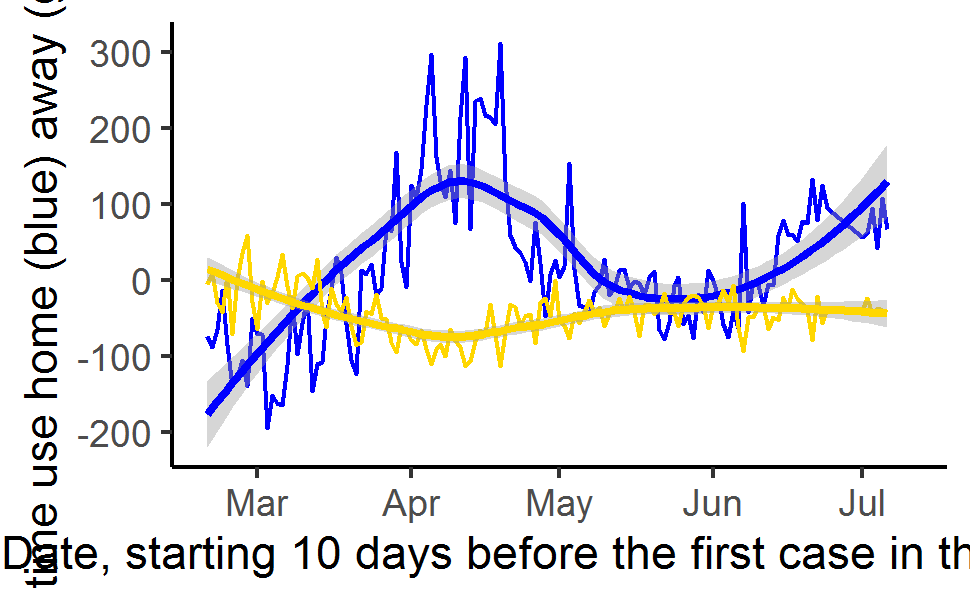 time use home (blue) away (
300
200
100
0
-100
-200
Mar Apr May Jun Jul
Date, starting 10 days before the first case in th